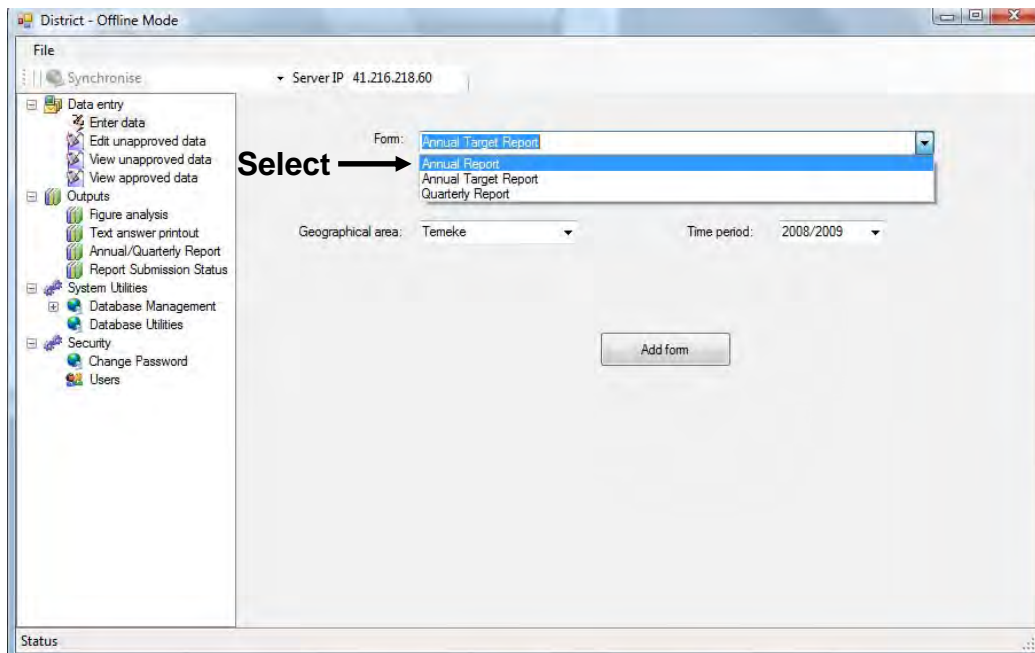 District - Offline Mode
File
Synchronise
Server IP 41.216.218.60
Data entry
Enter data
Edit unapproved data
View unapproved data
View approved data
Outputs
Figure analysis
Text answer printout
Annual/Quarterly Report
Report Submission Status
System Utilities
Database Management
Database Utilities
Security
Change Password
Users
Form: Annual Target Report
Select
Annual Report
Annual Target Report
Quarterly Report
Geographical area: Temeke
Time period: 2008/2009
Add form
Status